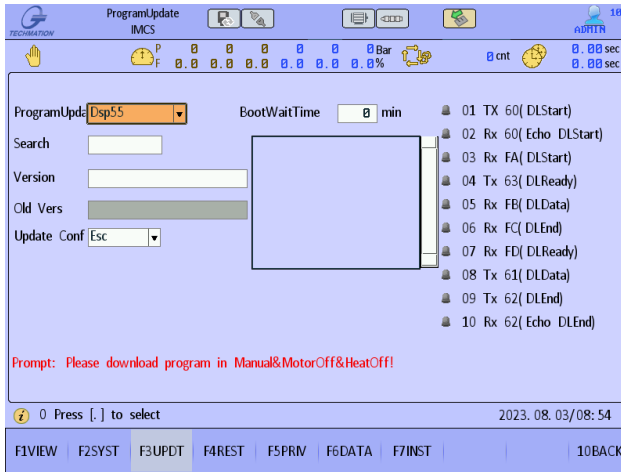 TECHMATION
ProgramUpdate
IMCS
ADMIN
10
P 0 0 0 0 0 0 Bar
F 0.0 0.0 0.0 0.0 0.0 0.0%
0 cnt
0.00 sec
0.00 sec
ProgramUpda Dsp55
BootWaitTime 0 min
Search
Version
Old Vers
Update Conf Esc
01 TX 60( DLStart)
02 Rx 60( Echo DLStart)
03 Rx FA( DLStart)
04 Tx 63( DLReady)
05 Rx FB( DLData)
06 Rx FC( DLEnd)
07 Rx FD( DLReady)
08 Tx 61( DLData)
09 Tx 62( DLEnd)
10 Rx 62( Echo DLEnd)
Prompt: Please download program in Manual&MotorOff&HeatOff!
i 0 Press [.] to select
2023. 08. 03/08: 54
F1VIEW F2SYST F3UPDT F4REST F5PRIV F6DATA F7INST 10BACK